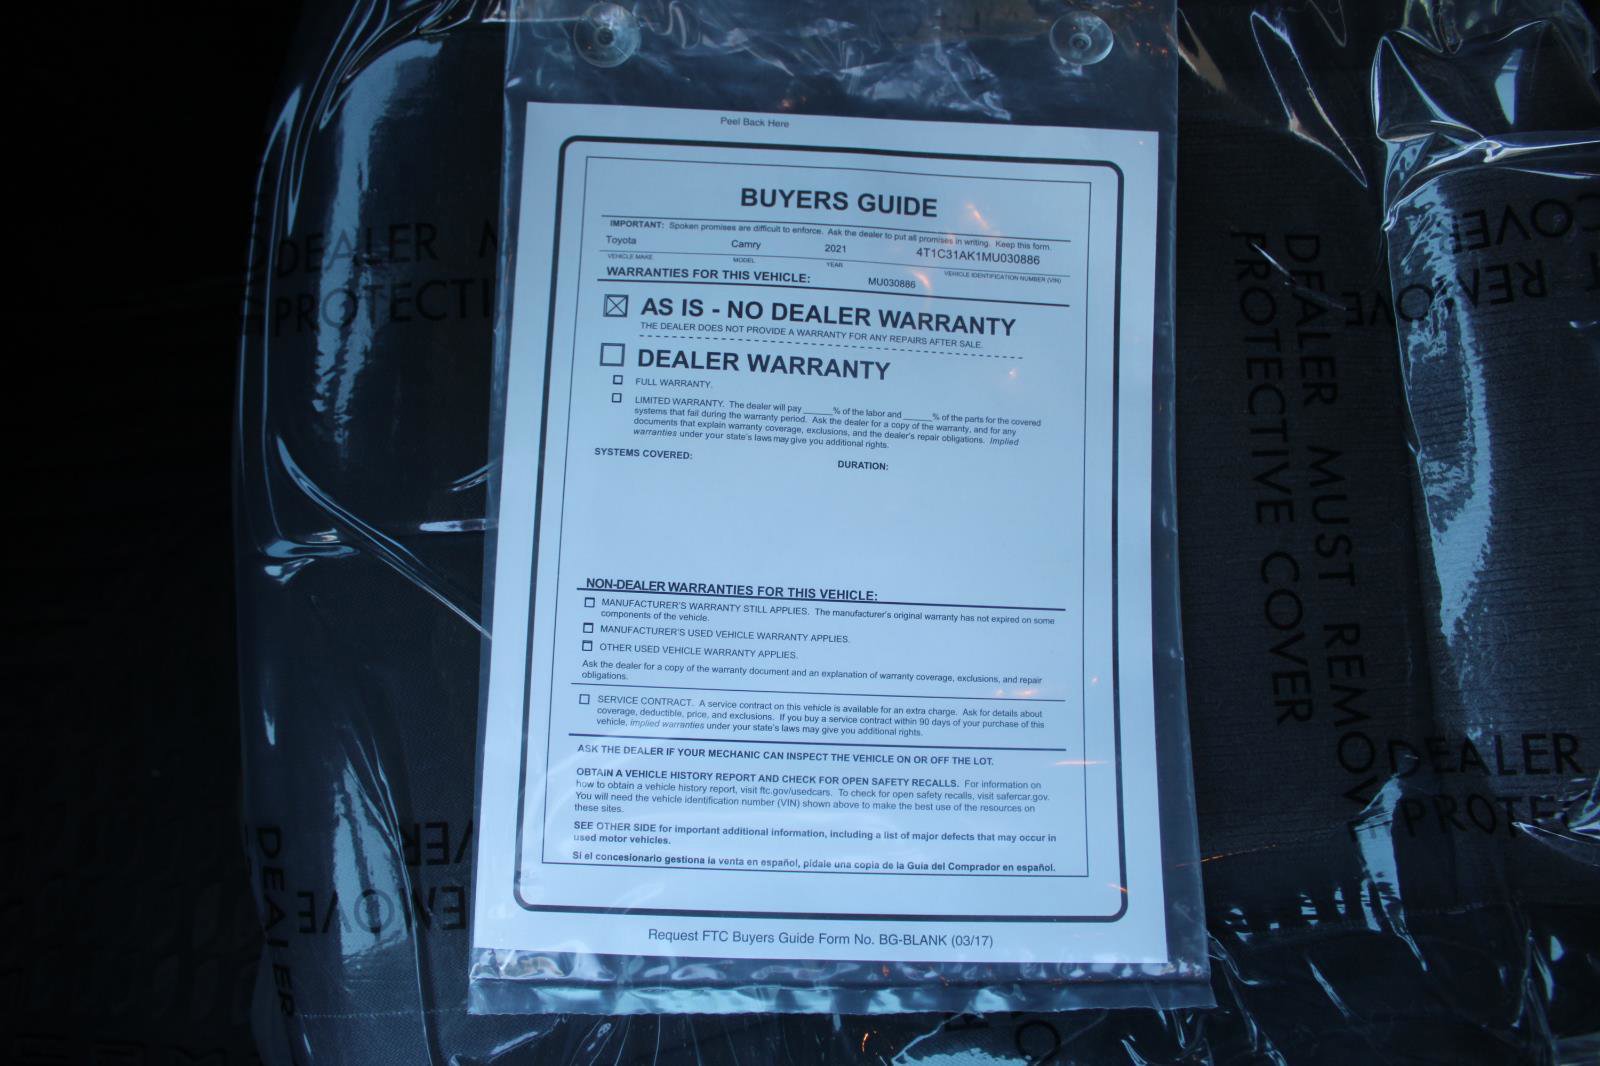 Peel Back Here
BUYERS GUIDE
IMPORTANT: Spoken promises are difficult to enforce. Ask the dealer to put all promises in writing. Keep this form.
Toyota Camry 2021 4T1C31AK1MU030886
VEHICLE MAKE MODEL YEAR VEHICLE IDENTIFICATION NUMBER (VIN)
WARRANTIES FOR THIS VEHICLE: MU030886
AS IS - NO DEALER WARRANTY
THE DEALER DOES NOT PROVIDE A WARRANTY FOR ANY REPAIRS AFTER SALE.
DEALER WARRANTY
FULL WARRANTY.
LIMITED WARRANTY. The dealer will pay ______% of the labor and ______% of the parts for the covered
systems that fail during the warranty period. Ask the dealer for a copy of the warranty, and for any
documents that explain warranty coverage, exclusions, and the dealer's repair obligations. Implied
warranties under your state's laws may give you additional rights.
SYSTEMS COVERED: DURATION:
NON-DEALER WARRANTIES FOR THIS VEHICLE:
MANUFACTURER'S WARRANTY STILL APPLIES. The manufacturer's original warranty has not expired on some
components of the vehicle.
MANUFACTURER'S USED VEHICLE WARRANTY APPLIES.
OTHER USED VEHICLE WARRANTY APPLIES.
Ask the dealer for a copy of the warranty document and an explanation of warranty coverage, exclusions, and repair
obligations.
SERVICE CONTRACT. A service contract on this vehicle is available for an extra charge. Ask for details about
coverage, deductible, price, and exclusions. If you buy a service contract within 90 days of your purchase of this
vehicle, implied warranties under your state's laws may give you additional rights.
ASK THE DEALER IF YOUR MECHANIC CAN INSPECT THE VEHICLE ON OR OFF THE LOT.
OBTAIN A VEHICLE HISTORY REPORT AND CHECK FOR OPEN SAFETY RECALLS. For information on
how to obtain a vehicle history report, visit ftc.gov/usedcars. To check for open safety recalls, visit safercar.gov.
You will need the vehicle identification number (VIN) shown above to make the best use of the resources on
these sites.
SEE OTHER SIDE for important additional information, including a list of major defects that may occur in
used motor vehicles.
Si el concesionario gestiona la venta en español, pídale una copia de la Guía del Comprador en español.
Request FTC Buyers Guide Form No. BG-BLANK (03/17)
DEALER M
PROTECTI
DEALER MUST REMOV
PROTECTIVE COVER
COVER
REMOVE
DEALER
PROTE
DEALER
REMOVE
VER